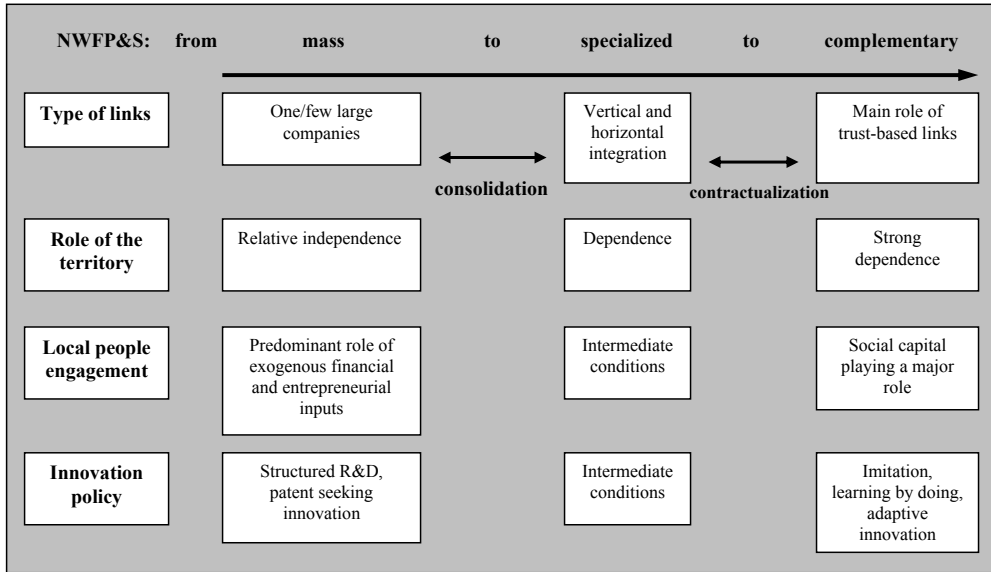 NWFP&S: from mass to specialized to complementary
Type of links
One/few large
companies
Vertical and
horizontal
integration
Main role of
trust-based links
consolidation
contractualization
Role of the
territory
Relative independence
Dependence
Strong
dependence
Local people
engagement
Predominant role of
exogenous financial
and entrepreneurial
inputs
Intermediate
conditions
Social capital
playing a major
role
Innovation
policy
Structured R&D,
patent seeking
innovation
Intermediate
conditions
Imitation,
learning by doing,
adaptive
innovation